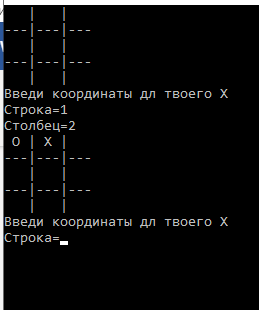 |   |
---|---|---
   |   |
---|---|---
   |   |
Введи координаты дл твоего X
Строка=1
Столбец=2
 O | X |
---|---|---
   |   |
---|---|---
   |   |
Введи координаты дл твоего X
Строка=